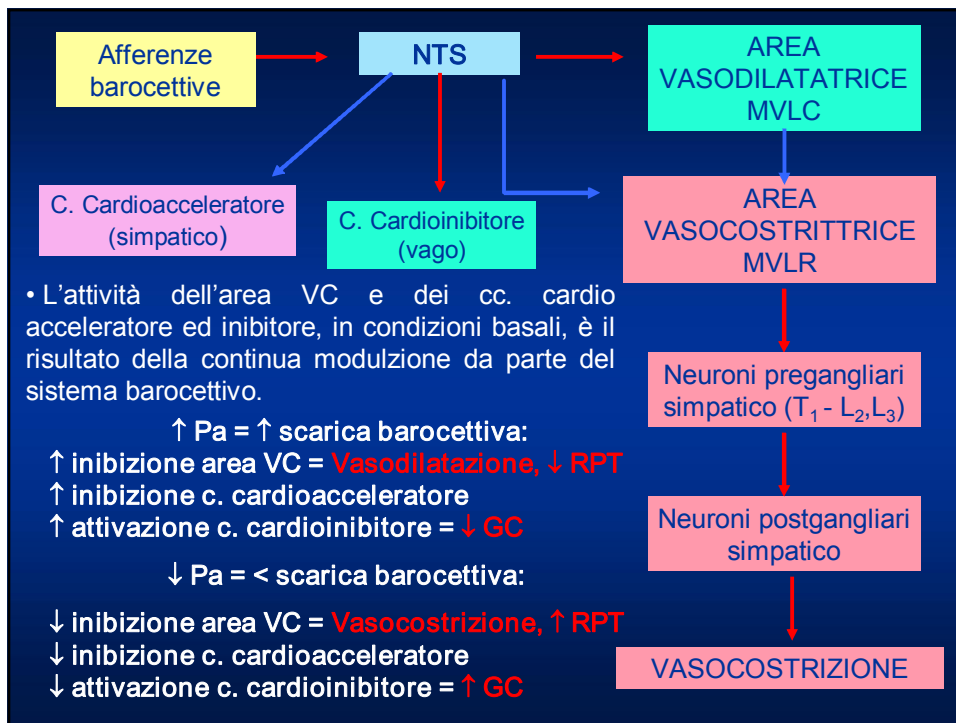 Afferenze
barocettive
NTS
AREA
VASODILATATRICE
MVLC
C. Cardioacceleratore
(simpatico)
C. Cardioinibitore
(vago)
AREA
VASOCOSTRITTRICE
MVLR
• L'attività dell'area VC e dei cc. cardio
acceleratore ed inibitore, in condizioni basali, è il
risultato della continua modulzione da parte del
sistema barocettivo.
↑ Pa = ↑ scarica barocettiva:
↑ inibizione area VC = Vasodilatazione, ↓ RPT
↑ inibizione c. cardioacceleratore
↑ attivazione c. cardioinibitore = ↓ GC
↓ Pa = < scarica barocettiva:
↓ inibizione area VC = Vasocostrizione, ↑ RPT
↓ inibizione c. cardioacceleratore
↓ attivazione c. cardioinibitore = ↑ GC
Neuroni pregangliari
simpatico (T₁ - L₂,L₃)
Neuroni postgangliari
simpatico
VASOCOSTRIZIONE